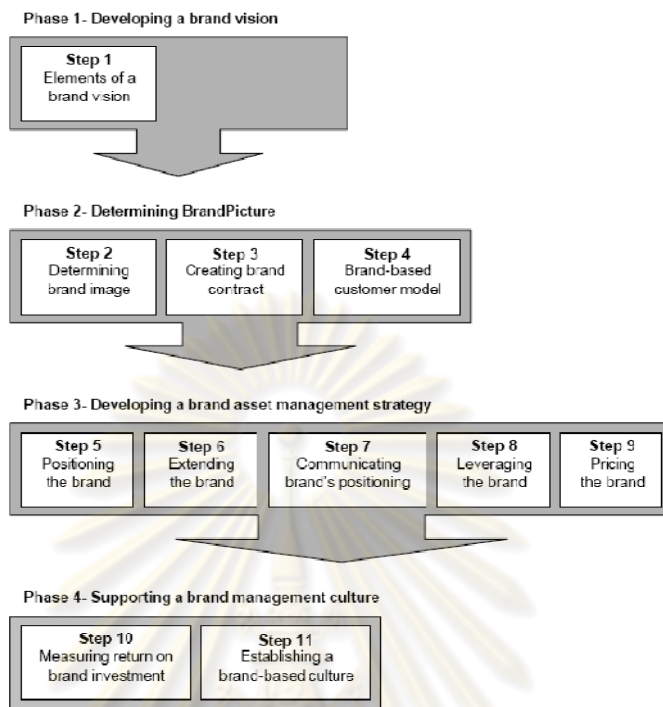 Phase 1- Developing a brand vision
Step 1
Elements of a
brand vision
Phase 2- Determining BrandPicture
Step 2
Determining
brand image
Step 3
Creating brand
contract
Step 4
Brand-based
customer model
Phase 3- Developing a brand asset management strategy
Step 5
Positioning
the brand
Step 6
Extending
the brand
Step 7
Communicating
brand's positioning
Step 8
Leveraging
the brand
Step 9
Pricing
the brand
Phase 4- Supporting a brand management culture
Step 10
Measuring return on
brand investment
Step 11
Establishing a
brand-based culture